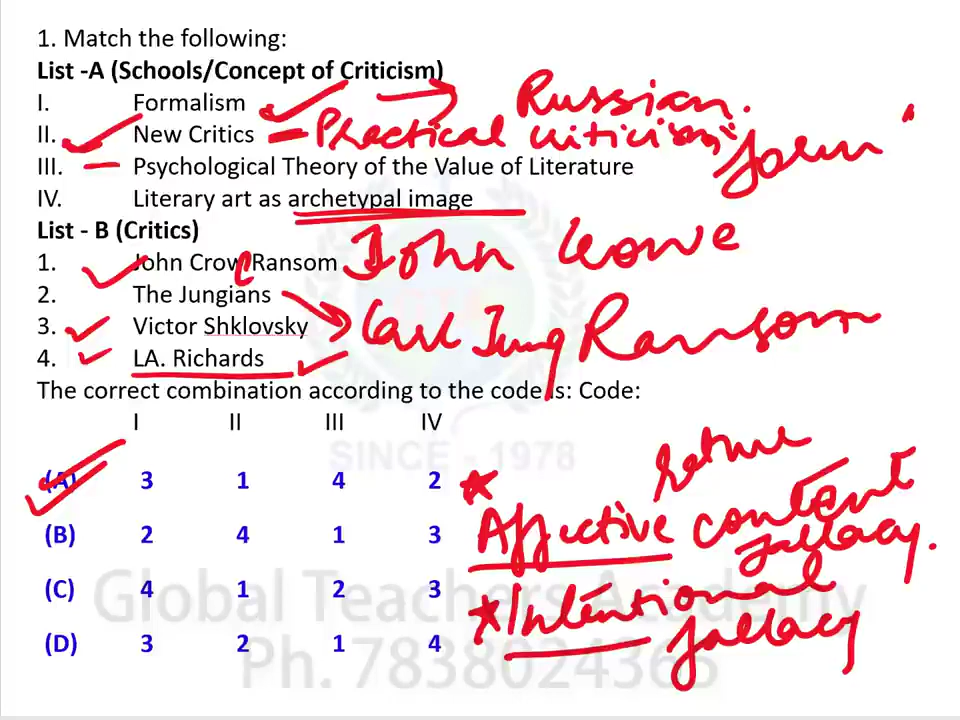 1. Match the following:
List -A (Schools/Concept of Criticism)
I. Formalism → Russian.
II. New Critics – Practical criticism" John
III. Psychological Theory of the Value of Literature
IV. Literary art as archetypal image
List - B (Critics)
1. John Crow Ransom John Crowe
2. The Jungians → Carl Jung Ransom
3. Victor Shklovsky
4. LA. Richards
The correct combination according to the code is: Code:
I II III IV
SINCE - 1978
(A) 3 1 4 2
(B) 2 4 1 3 Affective content fallacy.
(C) 4 1 2 3 Intentional fallacy
Global Teachers Academy
(D) 3 2 1 4
Ph. 7838024365